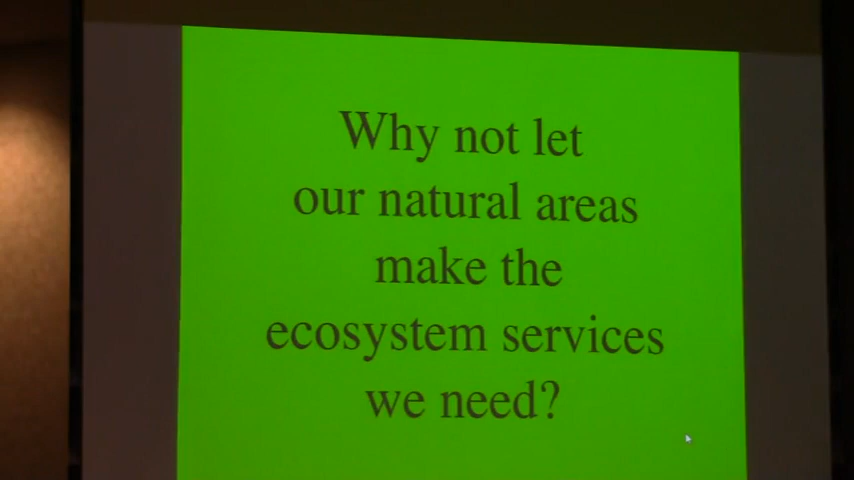 Why not let
our natural areas
make the
ecosystem services
we need?